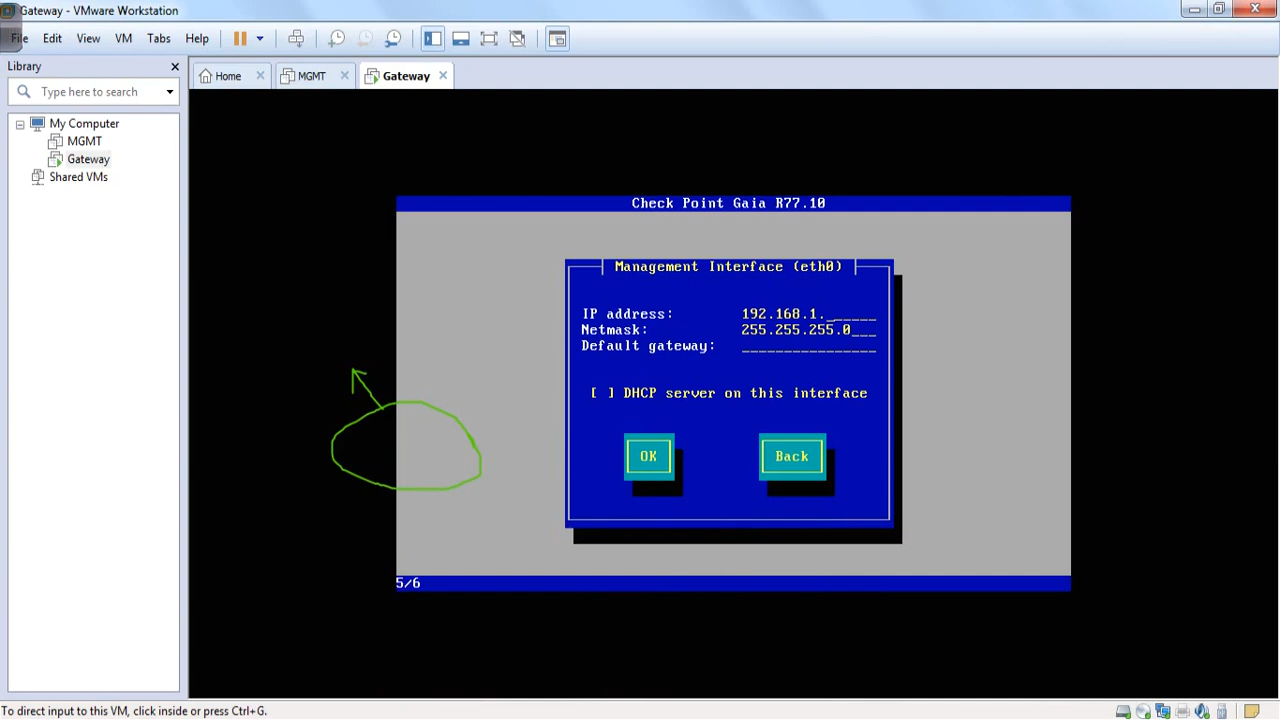 Gateway - VMware Workstation
File Edit View VM Tabs Help
Library
Type here to search
My Computer
MGMT
Gateway
Shared VMs
Home MGMT Gateway
Check Point Gaia R77.10
Management Interface (eth0)
IP address: 192.168.1._____
Netmask: 255.255.255.0___
Default gateway: ________________
[ ] DHCP server on this interface
OK Back
5/6
To direct input to this VM, click inside or press Ctrl+G.